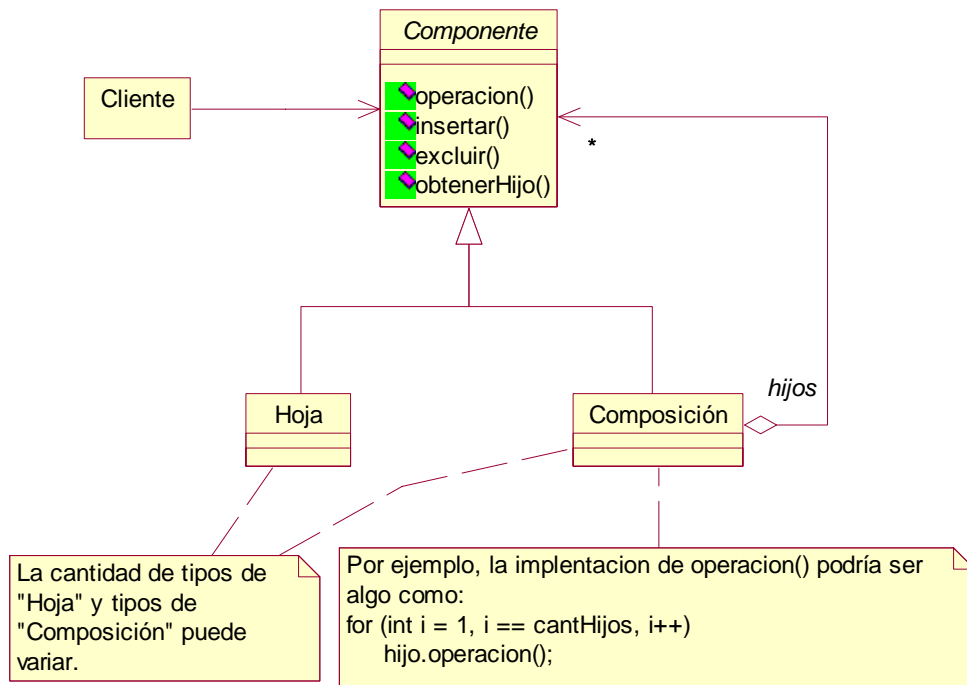 Componente
Cliente
operacion()
insertar()
excluir()
obtenerHijo()
*
hijos
Hoja
Composición
La cantidad de tipos de
"Hoja" y tipos de
"Composición" puede
variar.
Por ejemplo, la implentacion de operacion() podría ser
algo como:
for (int i = 1, i == cantHijos, i++)
hijo.operacion();